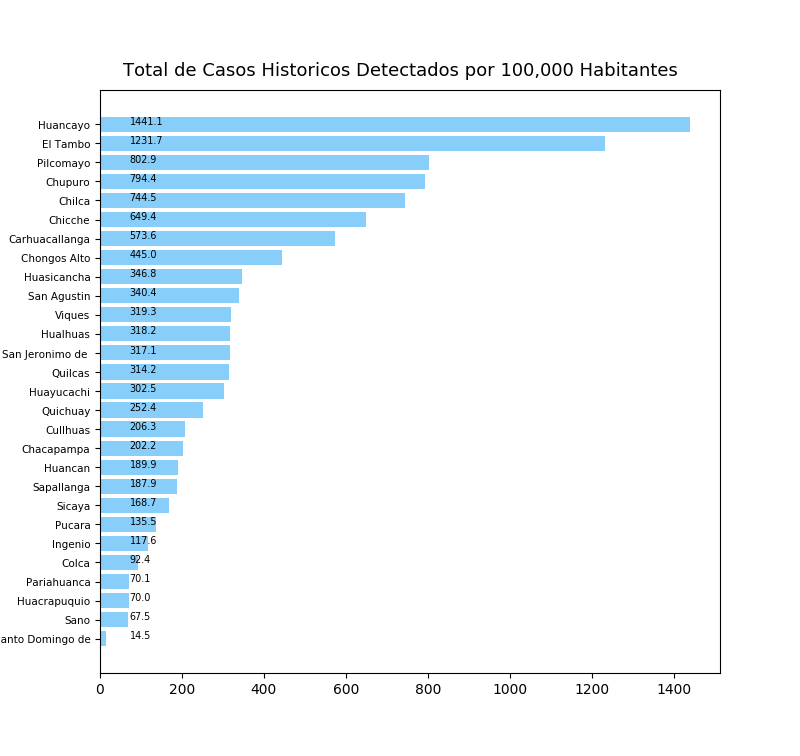 Total de Casos Historicos Detectados por 100,000 Habitantes
Huancayo 1441.1
El Tambo 1231.7
Pilcomayo 802.9
Chupuro 794.4
Chilca 744.5
Chicche 649.4
Carhuacallanga 573.6
Chongos Alto 445.0
Huasicancha 346.8
San Agustin 340.4
Viques 319.3
Hualhuas 318.2
San Jeronimo de 317.1
Quilcas 314.2
Huayucachi 302.5
Quichuay 252.4
Cullhuas 206.3
Chacapampa 202.2
Huancan 189.9
Sapallanga 187.9
Sicaya 168.7
Pucara 135.5
Ingenio 117.6
Colca 92.4
Pariahuanca 70.1
Huacrapuquio 70.0
Sano 67.5
anto Domingo de 14.5
0 200 400 600 800 1000 1200 1400